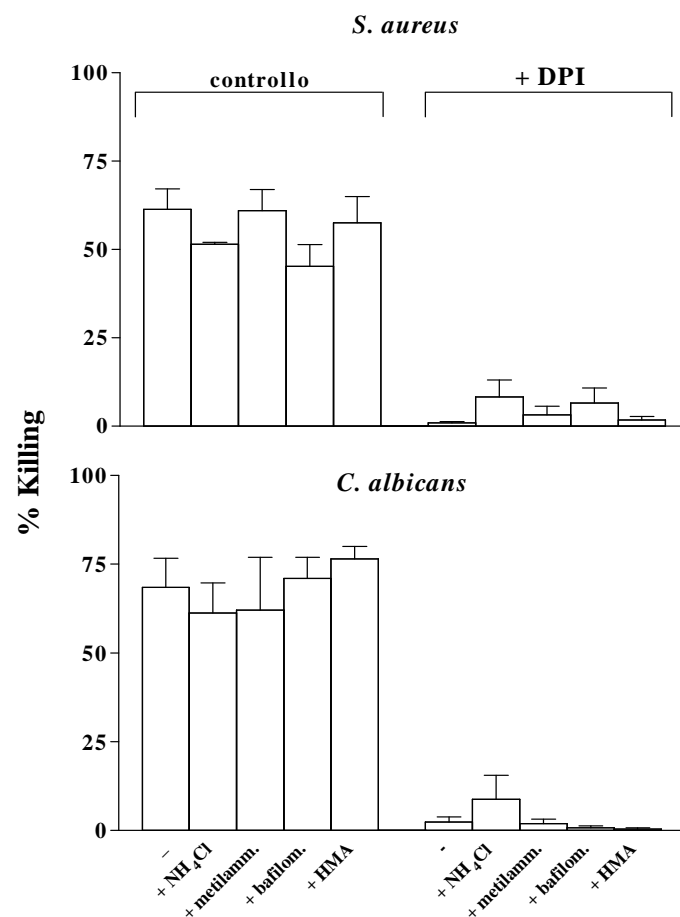 S. aureus
controllo
+ DPI
100
75
50
25
0
% Killing
C. albicans
100
75
50
25
0
–
+ NH4Cl
+ metilamm.
+ bafilom.
+ HMA
-
+ NH4Cl
+ metilamm.
+ bafilom.
+ HMA